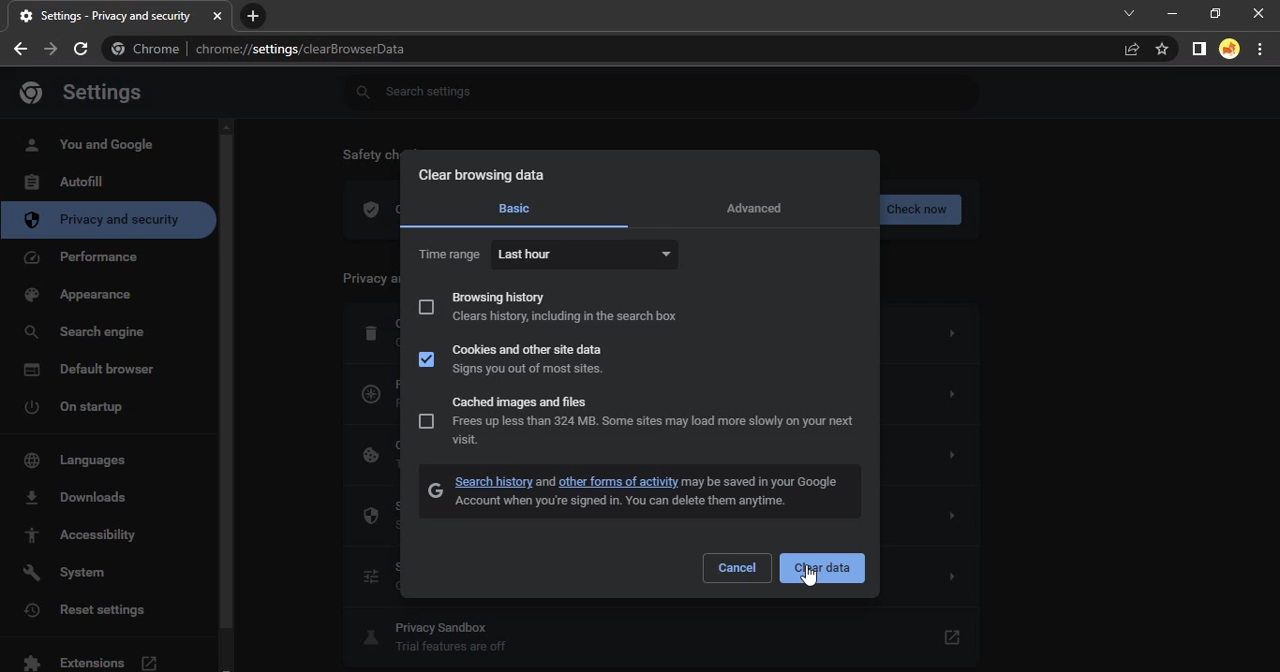 Settings - Privacy and security
Chrome
chrome://settings/clearBrowserData
Settings
Search settings
You and Google
Autofill
Privacy and security
Performance
Appearance
Search engine
Default browser
On startup
Languages
Downloads
Accessibility
System
Reset settings
Extensions
Safety
Check now
Clear browsing data
Basic
Advanced
Time range
Last hour
Browsing history
Clears history, including in the search box
Cookies and other site data
Signs you out of most sites.
Cached images and files
Frees up less than 324 MB. Some sites may load more slowly on your next
visit.
G
Search history and other forms of activity may be saved in your Google
Account when you're signed in. You can delete them anytime.
Cancel
Clear data
Privacy Sandbox
Trial features are off